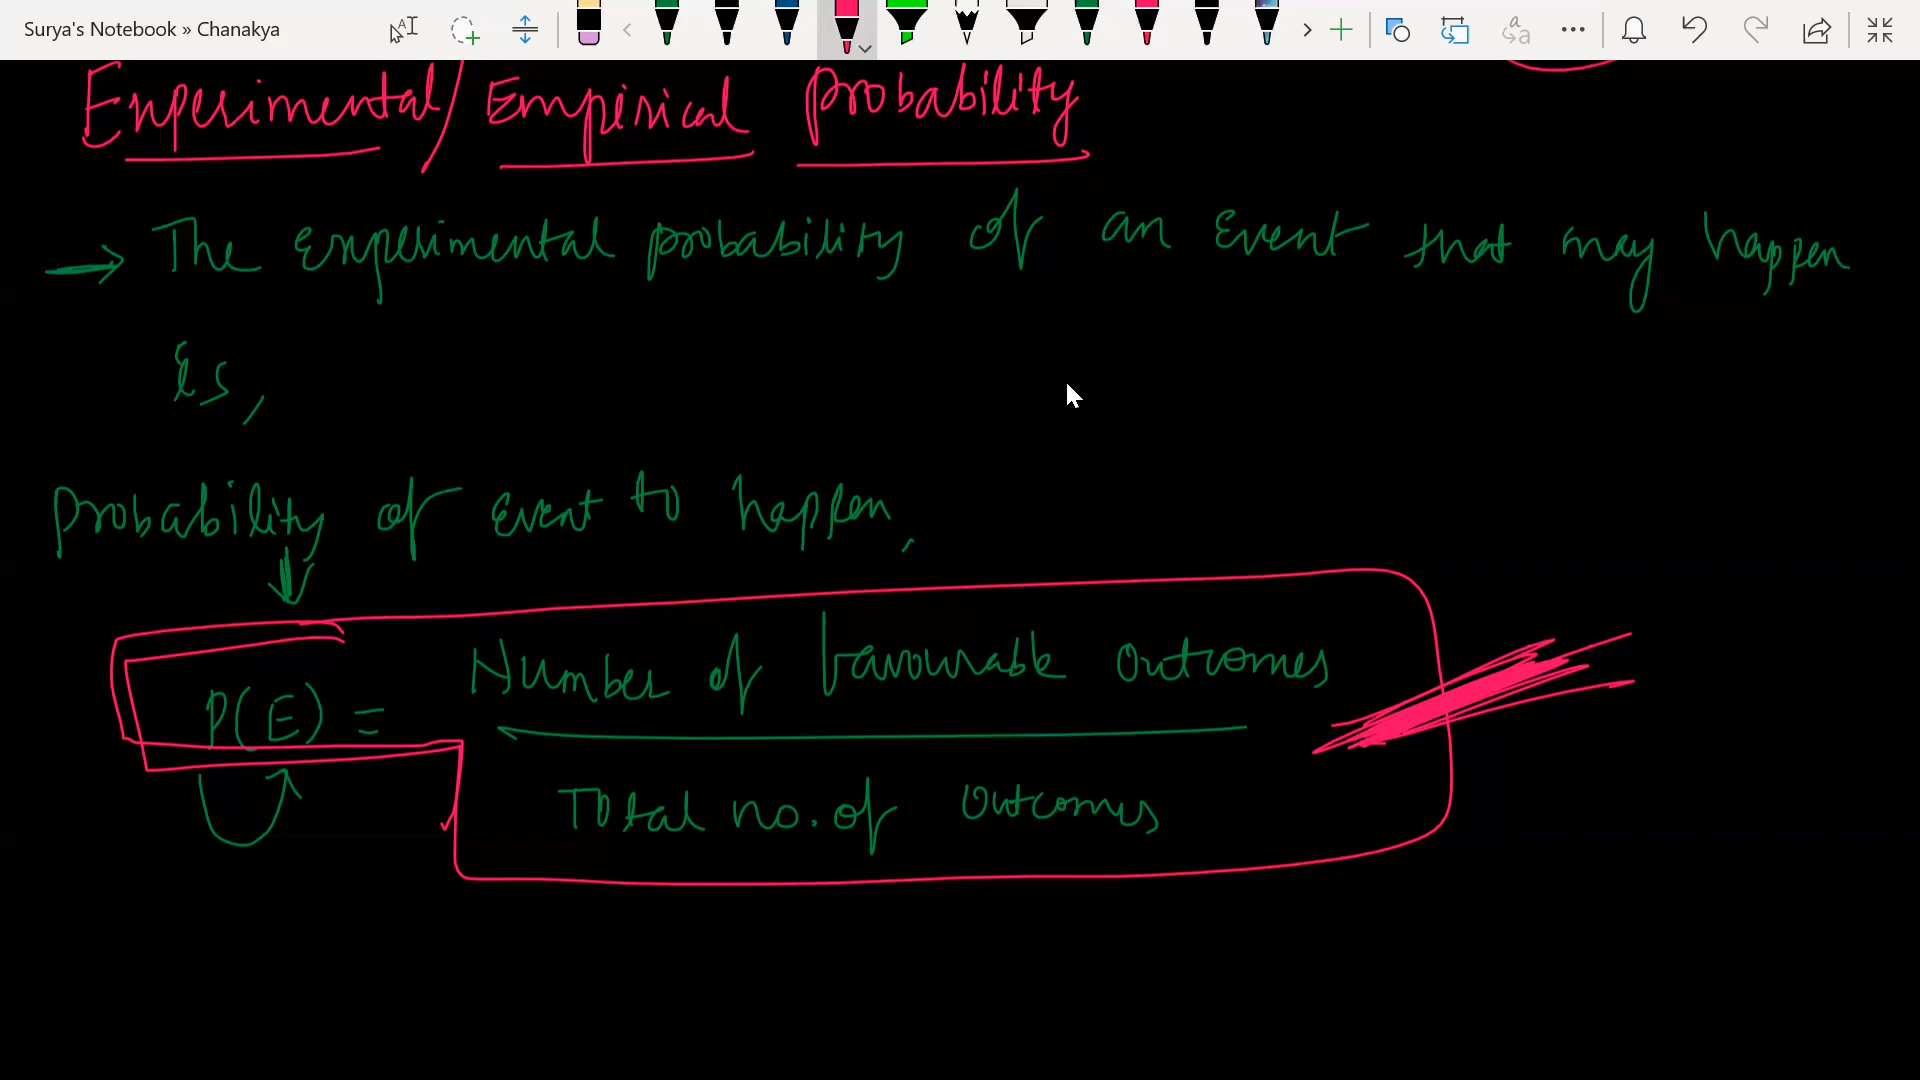 Surya's Notebook » Chanakya
Experimental/Empirical Probability
→ The experimental probability of an Event that may happen
is,
Probability of event to happen,
P(E) = Number of favourable outcomes
Total no. of outcomes